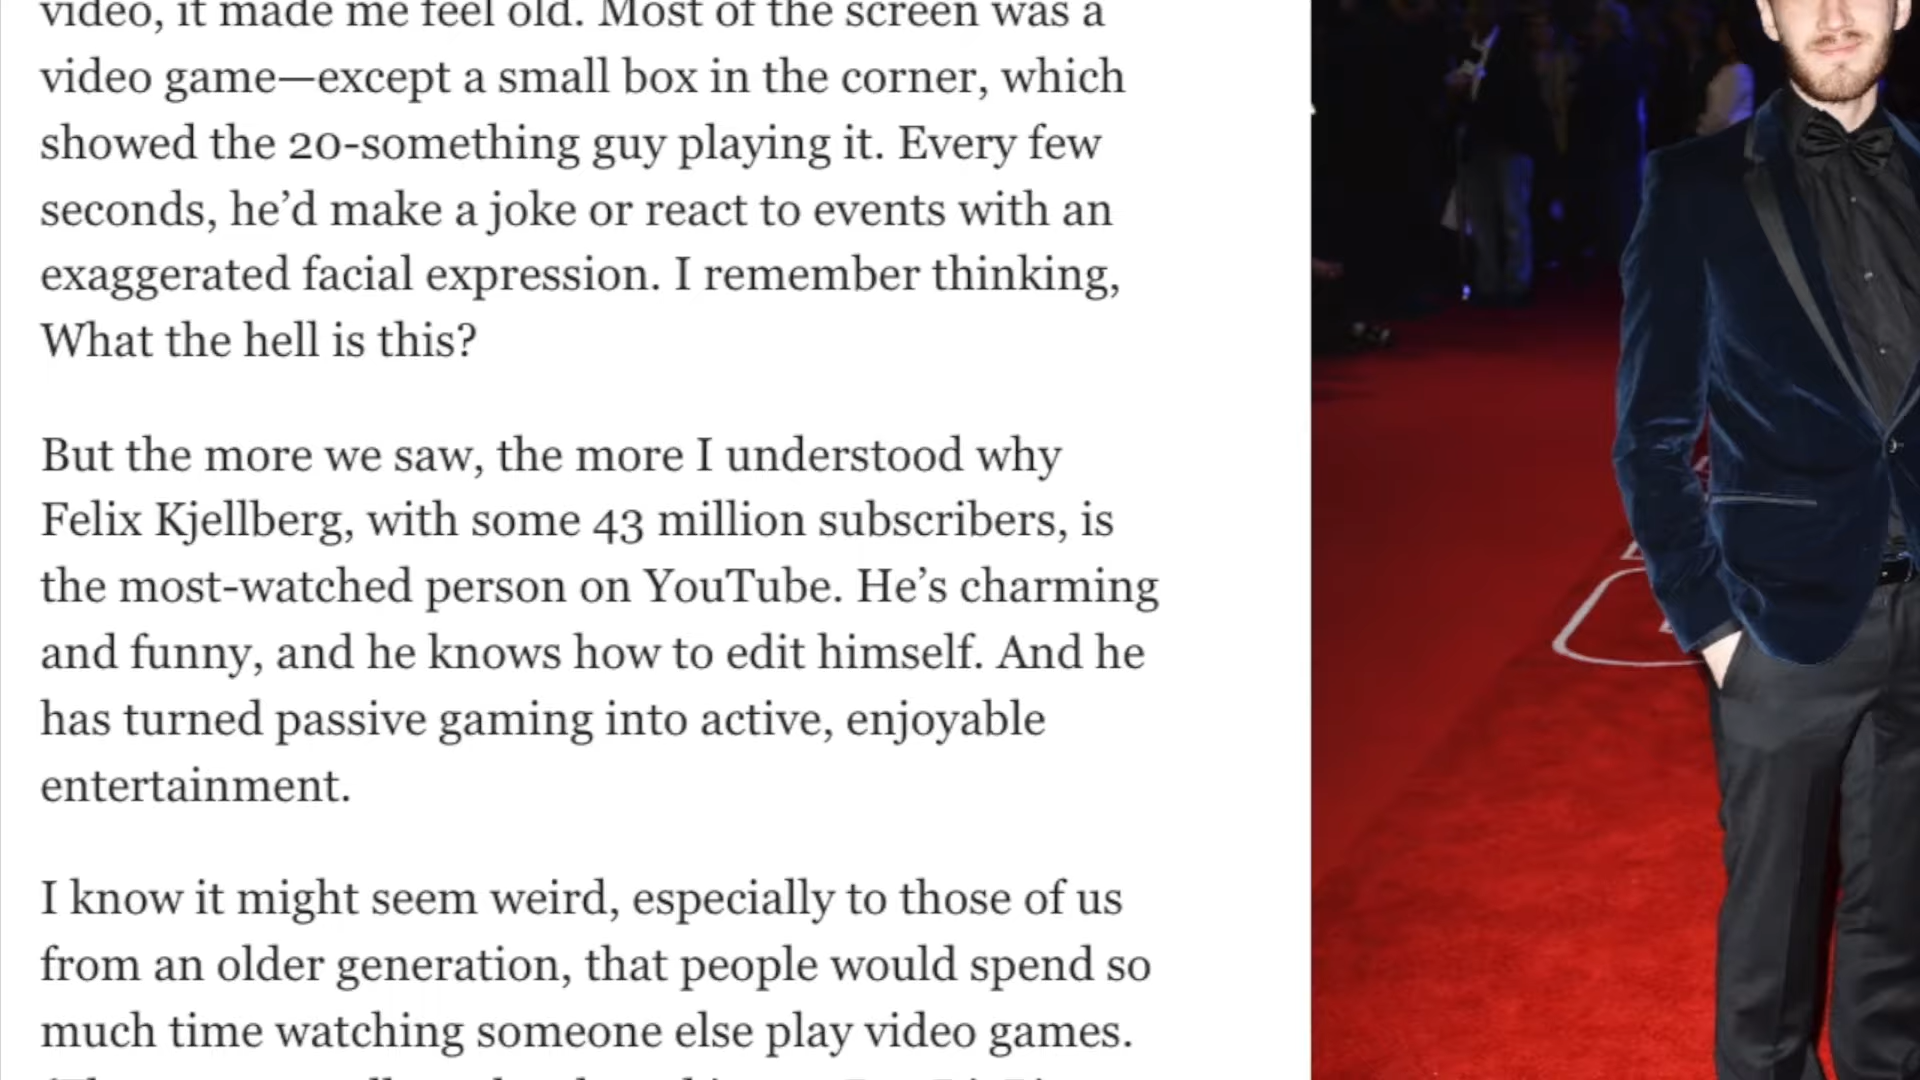 video, it made me feel old. Most of the screen was a
video game—except a small box in the corner, which
showed the 20-something guy playing it. Every few
seconds, he’d make a joke or react to events with an
exaggerated facial expression. I remember thinking,
What the hell is this?
But the more we saw, the more I understood why
Felix Kjellberg, with some 43 million subscribers, is
the most-watched person on YouTube. He’s charming
and funny, and he knows how to edit himself. And he
has turned passive gaming into active, enjoyable
entertainment.
I know it might seem weird, especially to those of us
from an older generation, that people would spend so
much time watching someone else play video games.